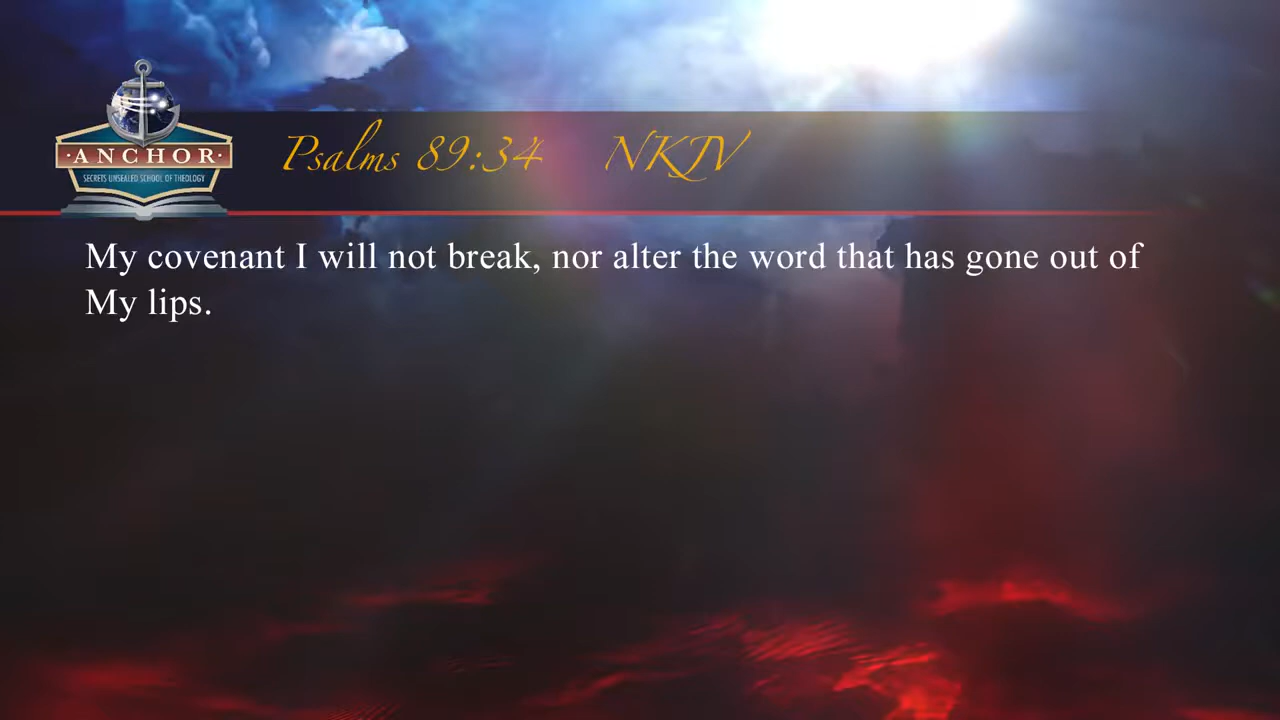 ·ANCHOR·
SECRETS UNSEALED SCHOOL OF THEOLOGY
Psalms 89:34 NKJV
My covenant I will not break, nor alter the word that has gone out of
My lips.